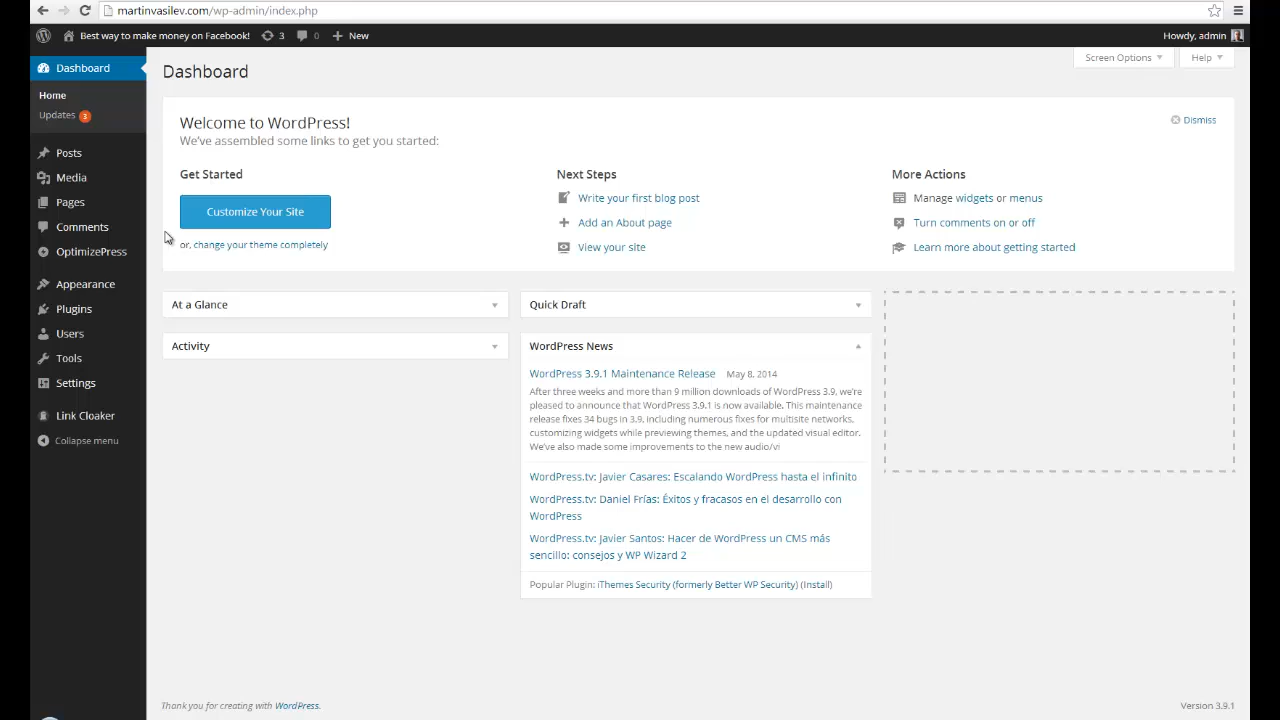 martinvasilev.com/wp-admin/index.php
Best way to make money on Facebook! 3 0 New Howdy, admin
Dashboard
Home
Updates 3
Posts
Media
Pages
Comments
OptimizePress
Appearance
Plugins
Users
Tools
Settings
Link Cloaker
Collapse menu
Dashboard
Screen Options Help
Welcome to WordPress!
We've assembled some links to get you started:
Dismiss
Get Started
Customize Your Site
or, change your theme completely
Next Steps
Write your first blog post
Add an About page
View your site
More Actions
Manage widgets or menus
Turn comments on or off
Learn more about getting started
At a Glance
Activity
Quick Draft
WordPress News
WordPress 3.9.1 Maintenance Release May 8, 2014
After three weeks and more than 9 million downloads of WordPress 3.9, we're
pleased to announce that WordPress 3.9.1 is now available. This maintenance
release fixes 34 bugs in 3.9, including numerous fixes for multisite networks,
customizing widgets while previewing themes, and the updated visual editor.
We've also made some improvements to the new audio/vi
WordPress.tv: Javier Casares: Escalando WordPress hasta el infinito
WordPress.tv: Daniel Frías: Éxitos y fracasos en el desarrollo con
WordPress
WordPress.tv: Javier Santos: Hacer de WordPress un CMS más
sencillo: consejos y WP Wizard 2
Popular Plugin: iThemes Security (formerly Better WP Security) (Install)
Thank you for creating with WordPress.
Version 3.9.1